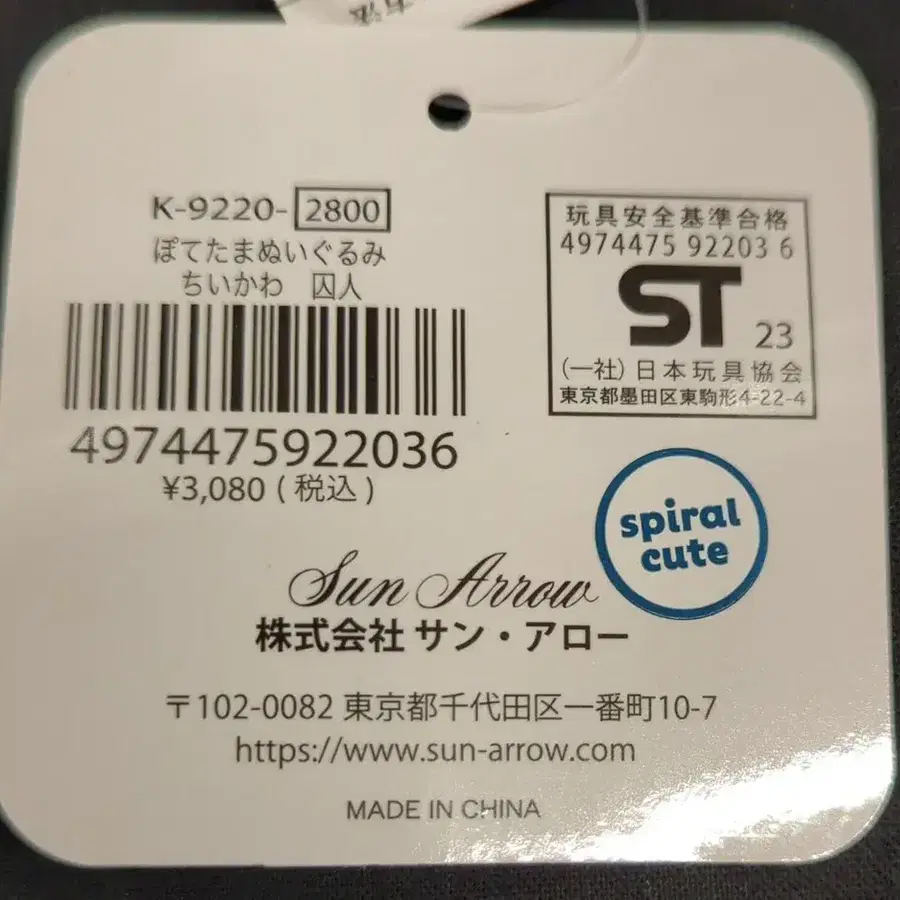 K-9220-2800
ぽてたまぬいぐるみ
ちいかわ 囚人
4974475922036
¥3,080 (税込)
玩具安全基準合格
4974475 92203 6
ST 23
(一社)日本玩具協会
東京都墨田区東駒形4-22-4
spiral
cute
Sun Arrow
株式会社 サン・アロー
〒102-0082 東京都千代田区一番町10-7
https://www.sun-arrow.com
MADE IN CHINA